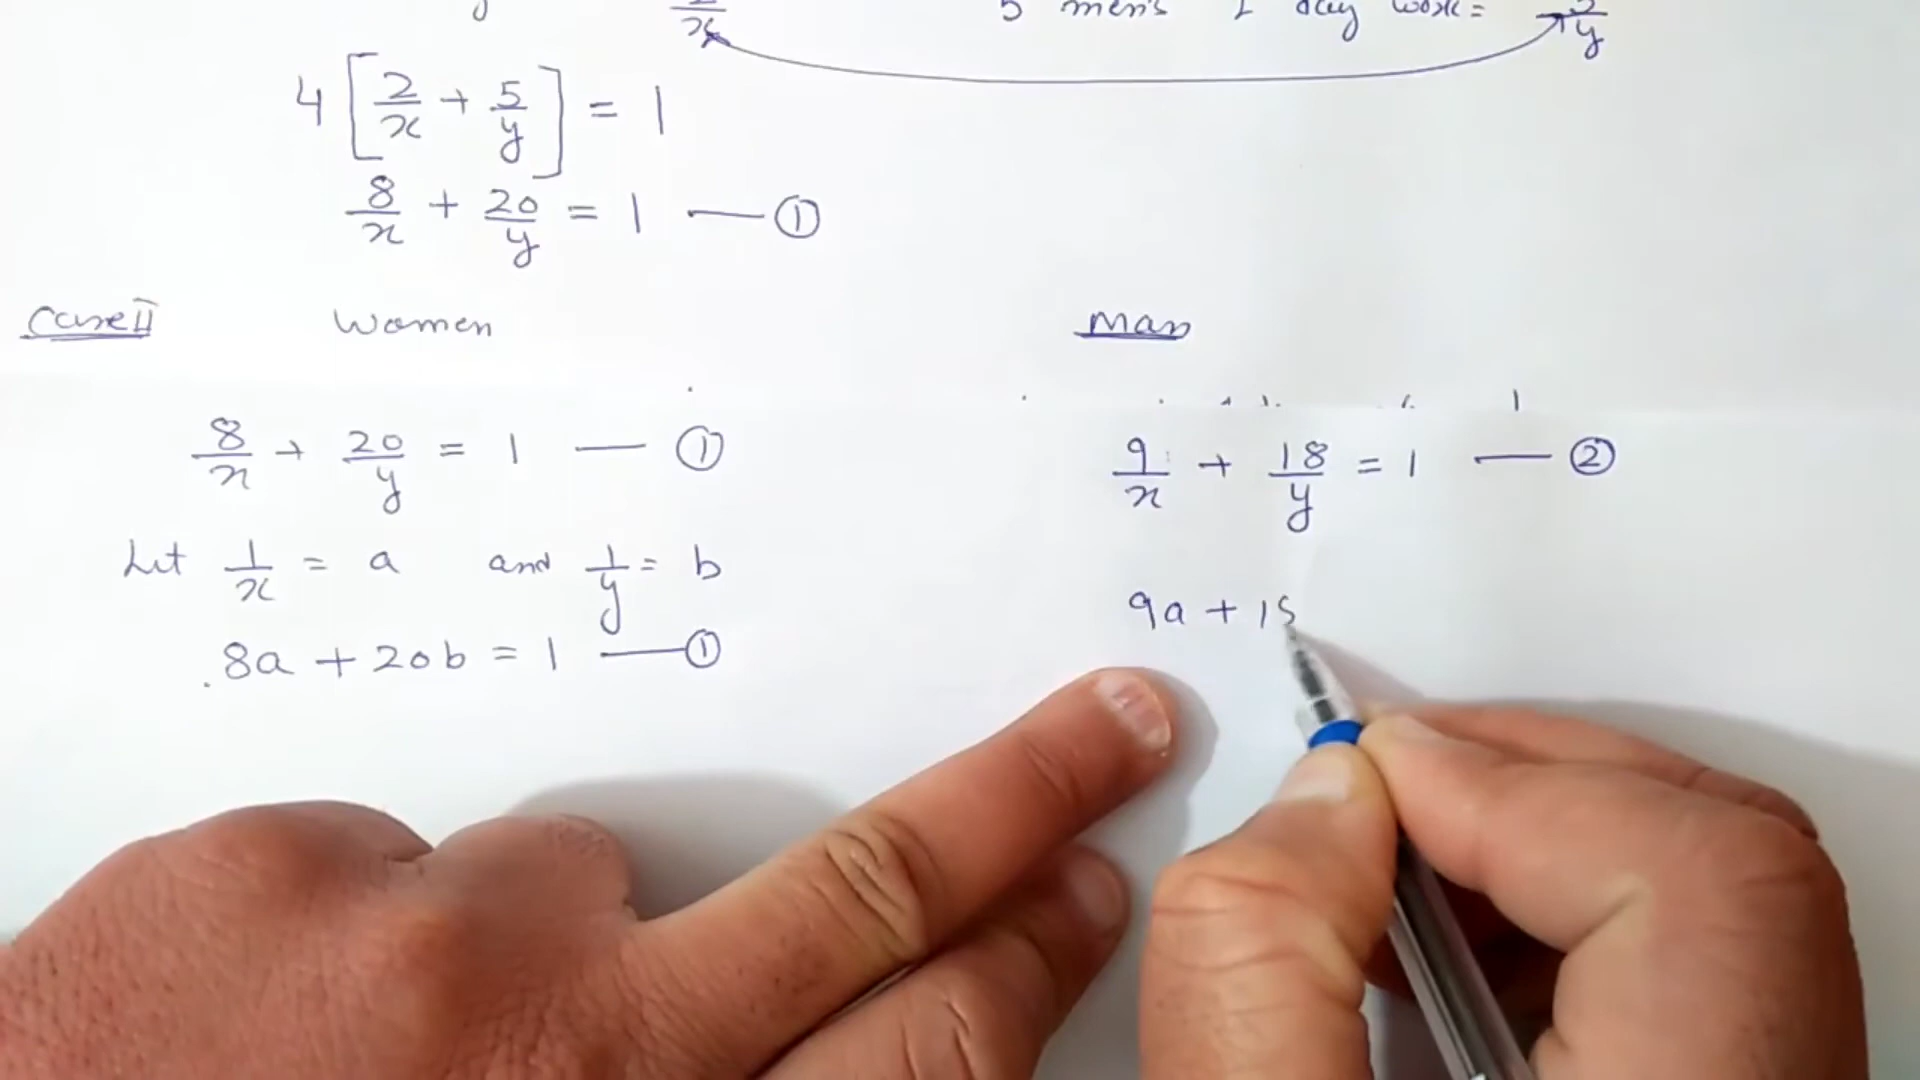 5 men's 1 day work = 5/y
4 [2/x + 5/y] = 1
8/x + 20/y = 1 — ①
Case II Women Man
8/x + 20/y = 1 — ①
9/x + 18/y = 1 — ②
Let 1/x = a and 1/y = b
8a + 20b = 1 — ①
9a + 1